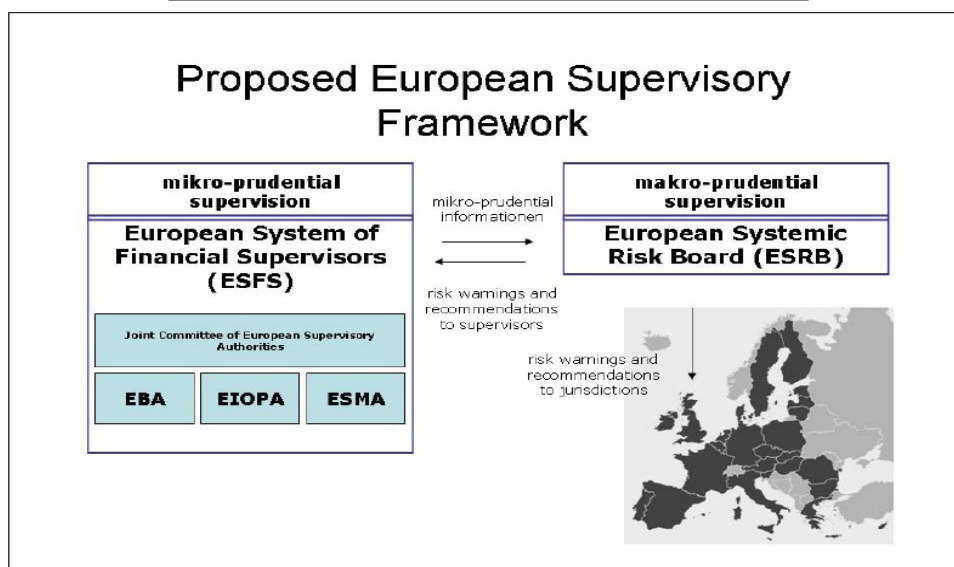 Proposed European Supervisory
Framework
mikro-prudential
supervision
European System of
Financial Supervisors
(ESFS)
Joint Committee of European Supervisory
Authorities
EBA
EIOPA
ESMA
mikro-prudential
informationen
risk warnings and
recommendations
to supervisors
makro-prudential
supervision
European Systemic
Risk Board (ESRB)
risk warnings and
recommendations
to jurisdictions